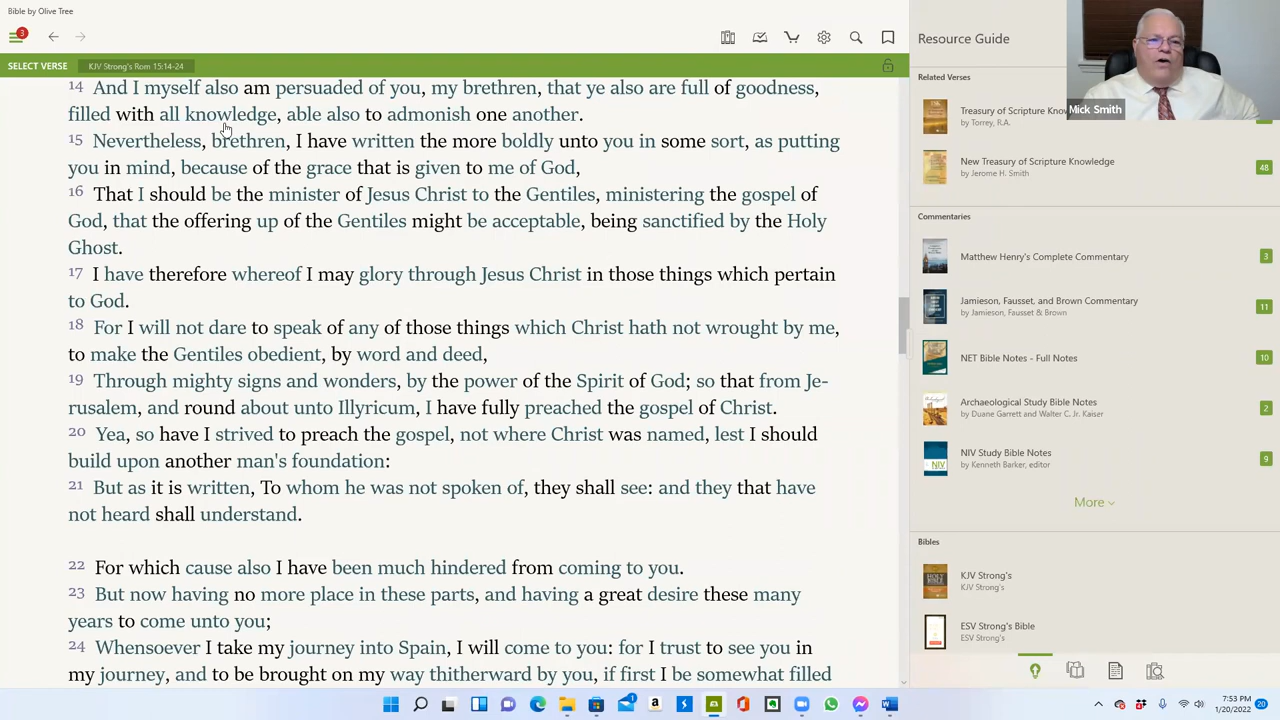 Bible by Olive Tree
3
SELECT VERSE
KJV Strong's Rom 15:14-24
14 And I myself also am persuaded of you, my brethren, that ye also are full of goodness,
filled with all knowledge, able also to admonish one another.
15 Nevertheless, brethren, I have written the more boldly unto you in some sort, as putting
you in mind, because of the grace that is given to me of God,
16 That I should be the minister of Jesus Christ to the Gentiles, ministering the gospel of
God, that the offering up of the Gentiles might be acceptable, being sanctified by the Holy
Ghost.
17 I have therefore whereof I may glory through Jesus Christ in those things which pertain
to God.
18 For I will not dare to speak of any of those things which Christ hath not wrought by me,
to make the Gentiles obedient, by word and deed,
19 Through mighty signs and wonders, by the power of the Spirit of God; so that from Je-
rusalem, and round about unto Illyricum, I have fully preached the gospel of Christ.
20 Yea, so have I strived to preach the gospel, not where Christ was named, lest I should
build upon another man's foundation:
21 But as it is written, To whom he was not spoken of, they shall see: and they that have
not heard shall understand.
22 For which cause also I have been much hindered from coming to you.
23 But now having no more place in these parts, and having a great desire these many
years to come unto you;
24 Whensoever I take my journey into Spain, I will come to you: for I trust to see you in
my journey, and to be brought on my way thitherward by you, if first I be somewhat filled
Resource Guide
Mick Smith
Related Verses
Treasury of Scripture Know
by Torrey, R.A.
New Treasury of Scripture Knowledge
by Jerome H. Smith
48
Commentaries
Matthew Henry's Complete Commentary
3
Jamieson, Fausset, and Brown Commentary
by Jamieson, Fausset & Brown
11
NET Bible Notes - Full Notes
10
Archaeological Study Bible Notes
by Duane Garrett and Walter C. Jr. Kaiser
2
NIV Study Bible Notes
by Kenneth Barker, editor
9
More
Bibles
KJV Strong's
KJV Strong's
ESV Strong's Bible
ESV Strong's
7:53 PM
1/20/2022
20